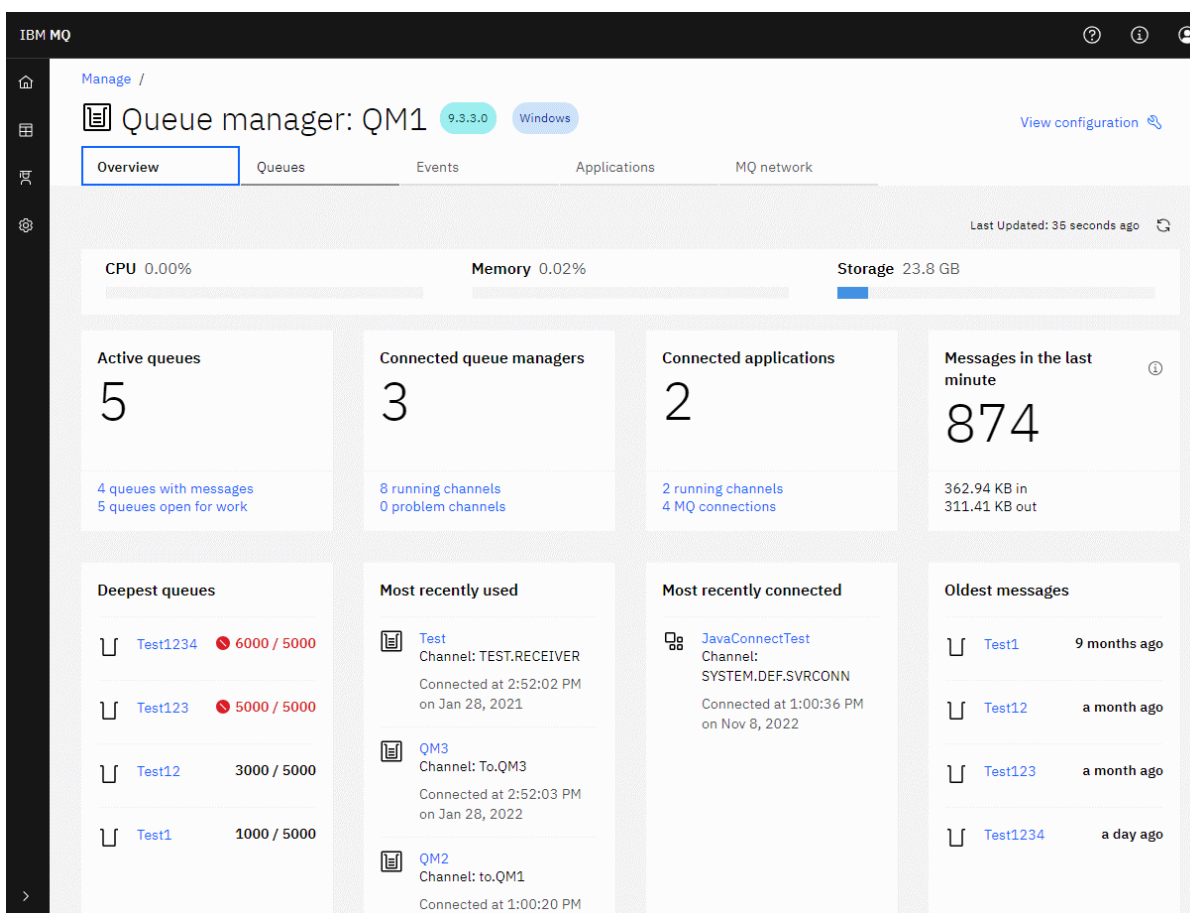 IBM MQ
Manage /
Queue manager: QM1 9.3.3.0 Windows
View configuration
Overview Queues Events Applications MQ network
Last Updated: 35 seconds ago
CPU 0.00% Memory 0.02% Storage 23.8 GB
Active queues
5
4 queues with messages
5 queues open for work
Connected queue managers
3
8 running channels
0 problem channels
Connected applications
2
2 running channels
4 MQ connections
Messages in the last
minute
874
362.94 KB in
311.41 KB out
Deepest queues
Test1234 6000 / 5000
Test123 5000 / 5000
Test12 3000 / 5000
Test1 1000 / 5000
Most recently used
Test
Channel: TEST.RECEIVER
Connected at 2:52:02 PM
on Jan 28, 2021
QM3
Channel: To.QM3
Connected at 2:52:03 PM
on Jan 28, 2022
QM2
Channel: to.QM1
Connected at 1:00:20 PM
Most recently connected
JavaConnectTest
Channel:
SYSTEM.DEF.SVRCONN
Connected at 1:00:36 PM
on Nov 8, 2022
Oldest messages
Test1 9 months ago
Test12 a month ago
Test123 a month ago
Test1234 a day ago